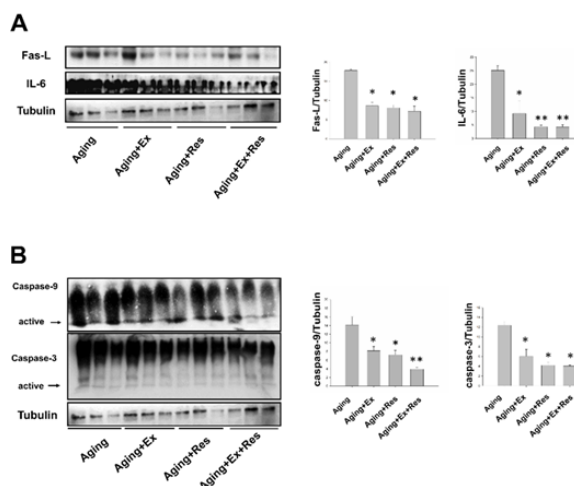 A
Fas-L
IL-6
Tubulin
Aging
Aging+Ex
Aging+Res
Aging+Ex+Res
Fas-L/Tubulin
* * *
Aging
Aging+Ex
Aging+Res
Aging+Ex+Res
IL-6/Tubulin
* ** **
Aging
Aging+Ex
Aging+Res
Aging+Ex+Res
B
Caspase-9
active →
Caspase-3
active →
Tubulin
Aging
Aging+Ex
Aging+Res
Aging+Ex+Res
caspase-9/Tubulin
* * **
Aging
Aging+Ex
Aging+Res
Aging+Ex+Res
caspase-3/Tubulin
* * *
Aging
Aging+Ex
Aging+Res
Aging+Ex+Res